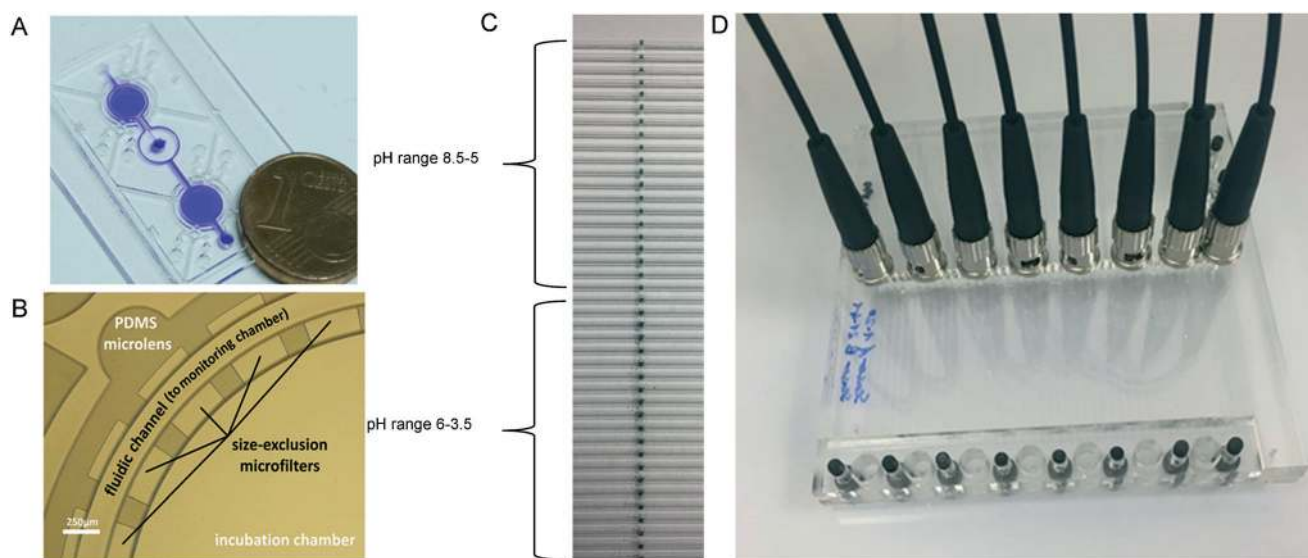 A
B
PDMS
microlens
fluidic channel (to monitoring chamber)
size-exclusion
microfilters
250µm
incubation chamber
pH range 8.5-5
pH range 6-3.5
C
D
1